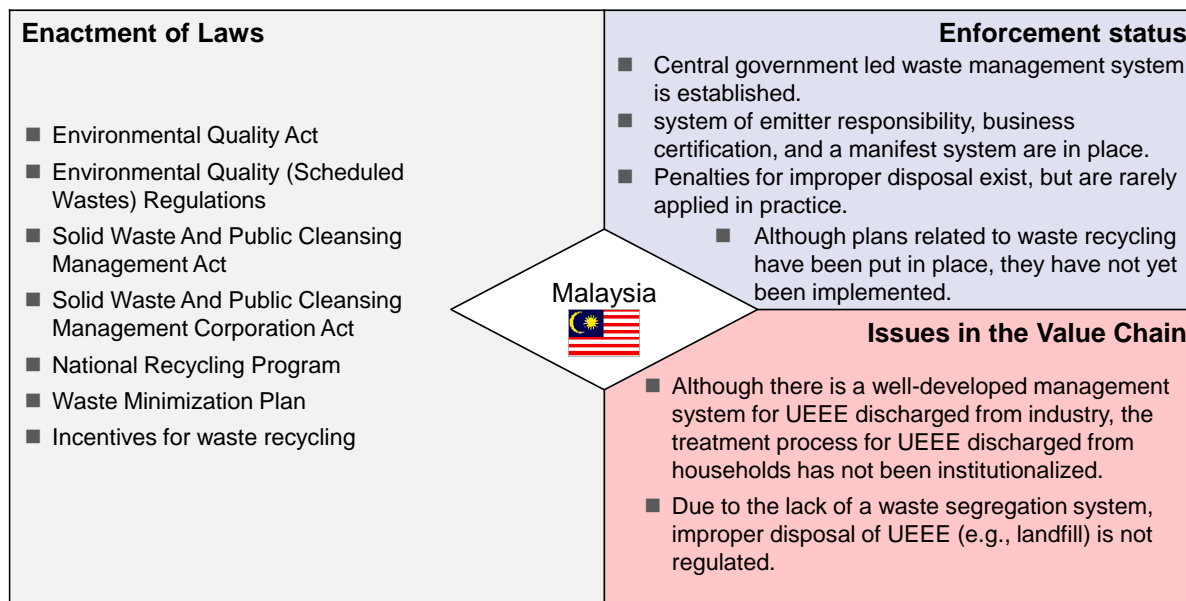 Enactment of Laws
Environmental Quality Act
Environmental Quality (Scheduled
Wastes) Regulations
Solid Waste And Public Cleansing
Management Act
Solid Waste And Public Cleansing
Management Corporation Act
National Recycling Program
Waste Minimization Plan
Incentives for waste recycling
Enforcement status
Central government led waste management system
is established.
system of emitter responsibility, business
certification, and a manifest system are in place.
Penalties for improper disposal exist, but are rarely
applied in practice.
Although plans related to waste recycling
have been put in place, they have not yet
been implemented.
Malaysia
Issues in the Value Chain
Although there is a well-developed management
system for UEEE discharged from industry, the
treatment process for UEEE discharged from
households has not been institutionalized.
Due to the lack of a waste segregation system,
improper disposal of UEEE (e.g., landfill) is not
regulated.